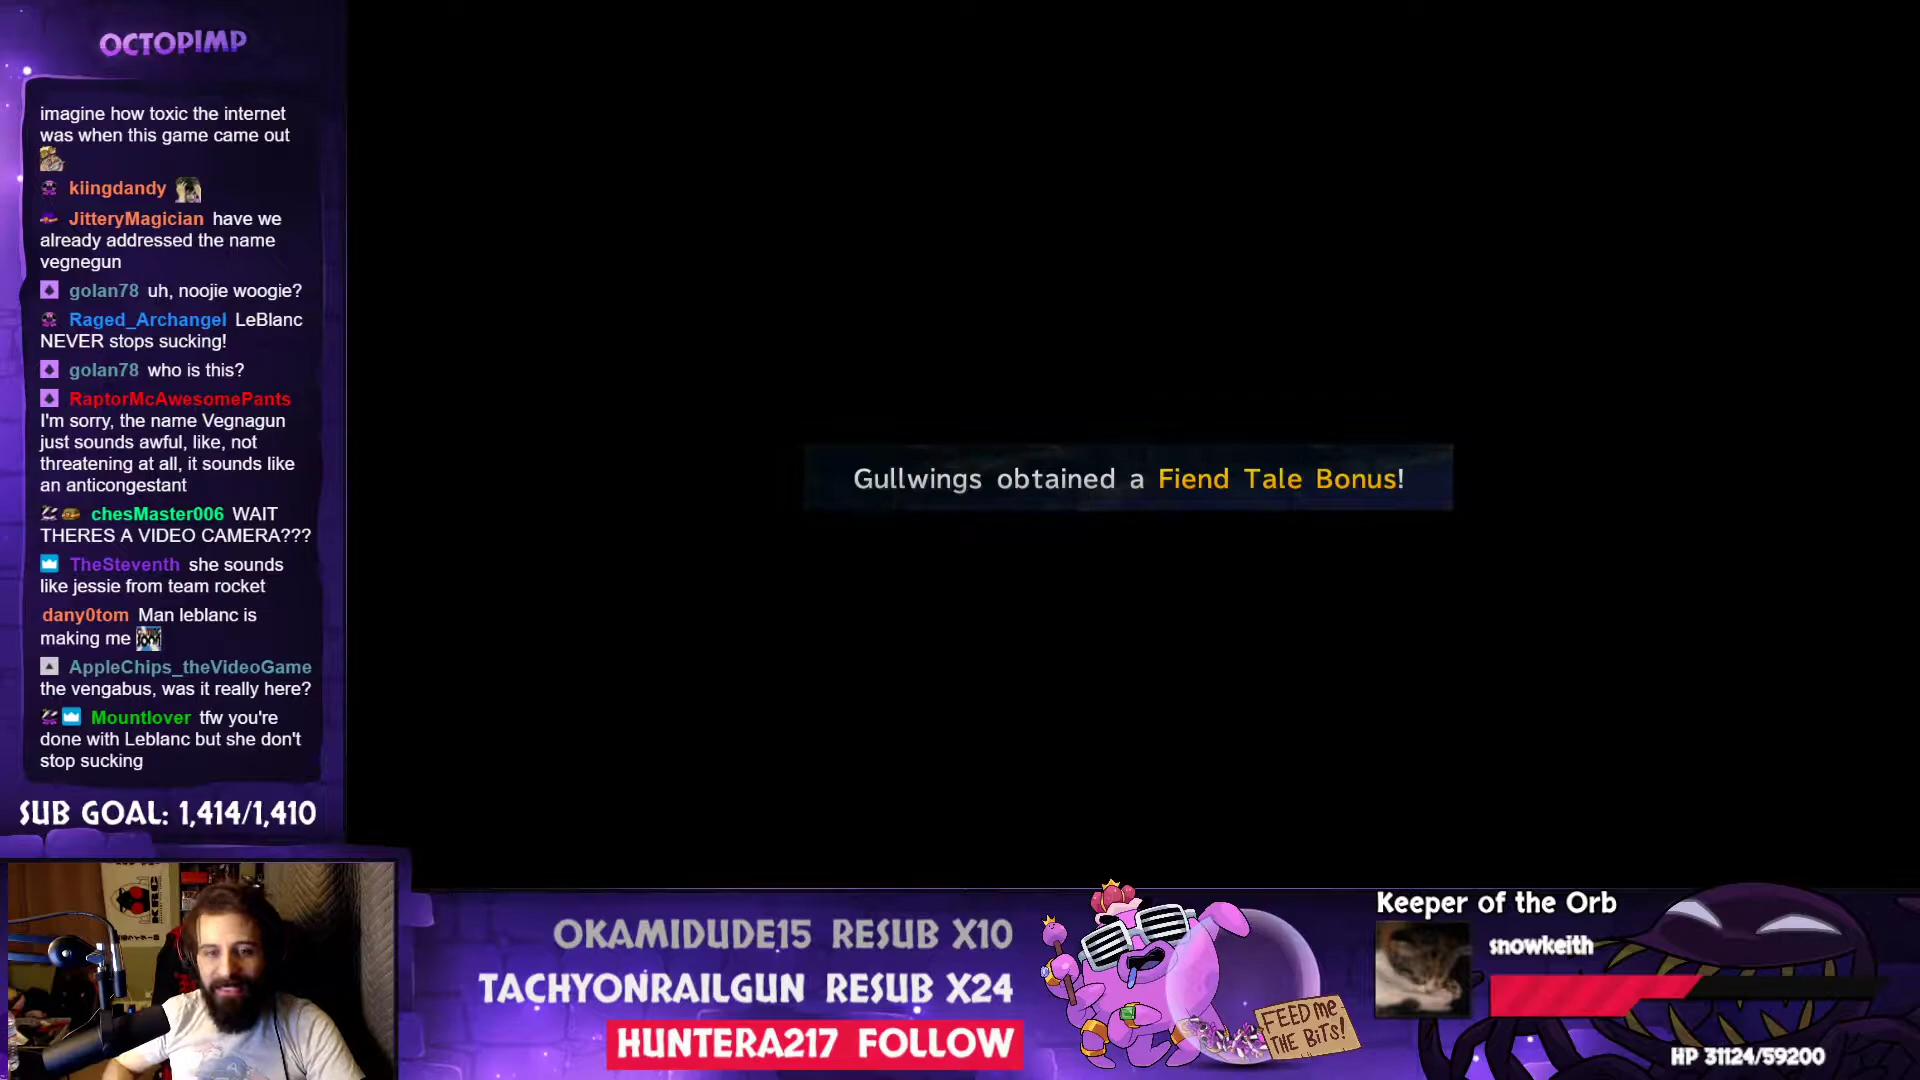 OCTOPIMP
imagine how toxic the internet
was when this game came out
kiingdandy
JitteryMagician have we
already addressed the name
vegnegun
golan78 uh, noojie woogie?
Raged_Archangel LeBlanc
NEVER stops sucking!
golan78 who is this?
RaptorMcAwesomePants
I'm sorry, the name Vegnagun
just sounds awful, like, not
threatening at all, it sounds like
an anticongestant
chesMaster006 WAIT
THERES A VIDEO CAMERA???
TheSteventh she sounds
like jessie from team rocket
dany0tom Man leblanc is
making me
AppleChips_theVideoGame
the vengabus, was it really here?
Mountlover tfw you're
done with Leblanc but she don't
stop sucking
SUB GOAL: 1,414/1,410
Gullwings obtained a Fiend Tale Bonus!
OKAMIDUDE15 RESUB X10
TACHYONRAILGUN RESUB X24
HUNTERA217 FOLLOW
FEED ME
THE BITS!
Keeper of the Orb
snowkeith
HP 31124/59200